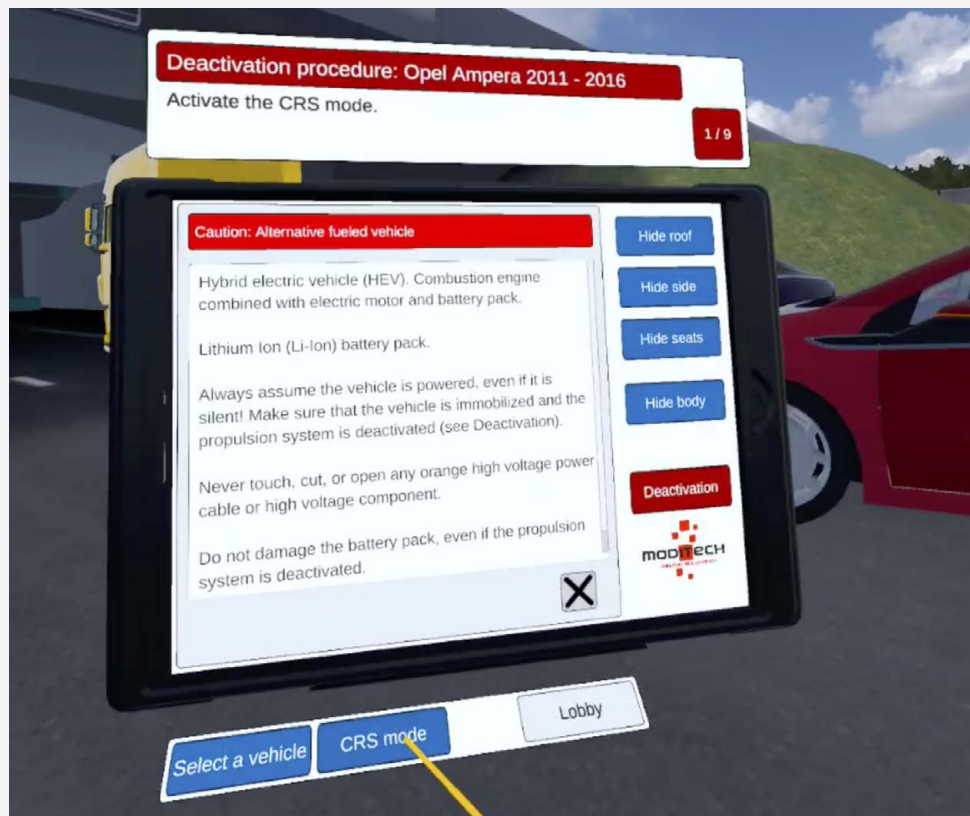 Deactivation procedure: Opel Ampera 2011 - 2016
Activate the CRS mode.
1 / 9
Caution: Alternative fueled vehicle
Hybrid electric vehicle (HEV). Combustion engine
combined with electric motor and battery pack.
Lithium Ion (Li-Ion) battery pack.
Always assume the vehicle is powered, even if it is
silent! Make sure that the vehicle is immobilized and the
propulsion system is deactivated (see Deactivation).
Never touch, cut, or open any orange high voltage power
cable or high voltage component.
Do not damage the battery pack, even if the propulsion
system is deactivated.
Hide roof
Hide side
Hide seats
Hide body
Deactivation
MODITECH
Select a vehicle
CRS mode
Lobby